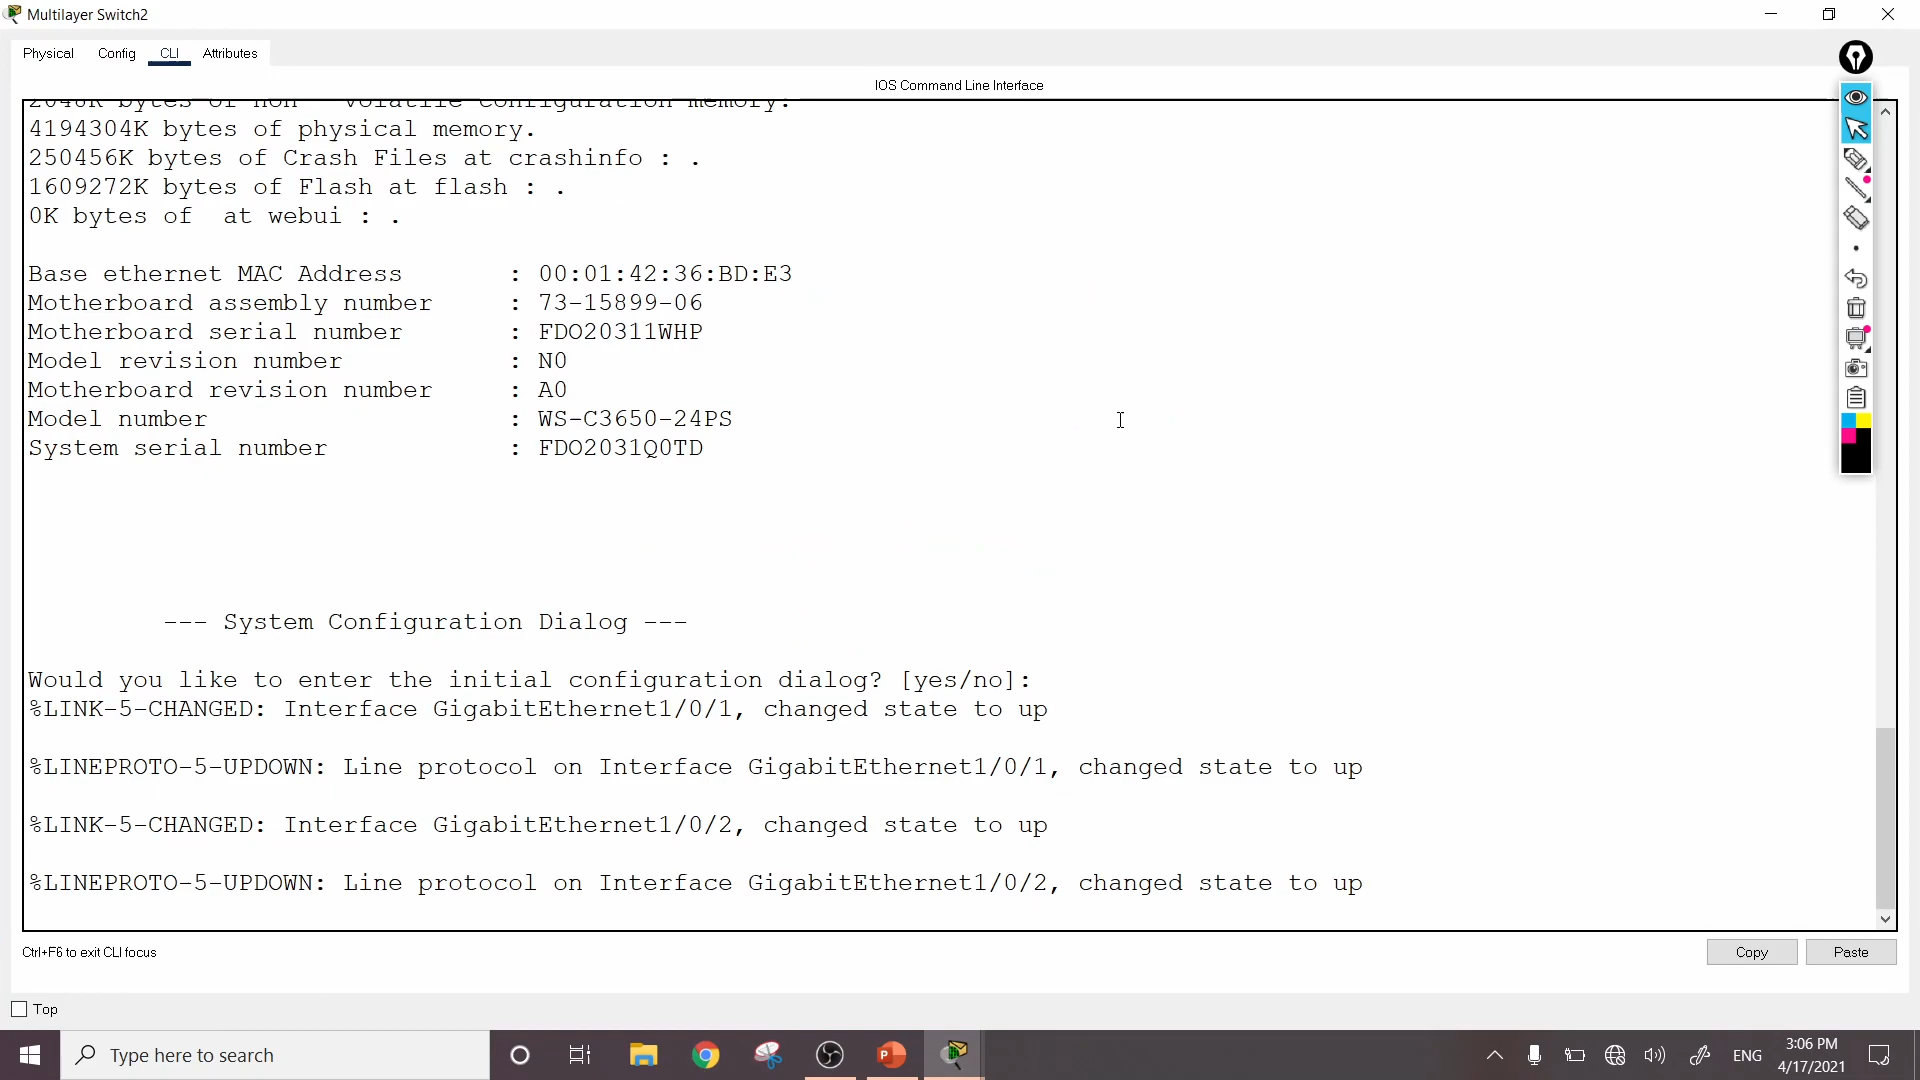 Multilayer Switch2
Physical Config CLI Attributes
IOS Command Line Interface
2048K bytes of non-volatile configuration memory.
4194304K bytes of physical memory.
250456K bytes of Crash Files at crashinfo : .
1609272K bytes of Flash at flash : .
0K bytes of  at webui : .
Base ethernet MAC Address : 00:01:42:36:BD:E3
Motherboard assembly number : 73-15899-06
Motherboard serial number : FDO20311WHP
Model revision number : N0
Motherboard revision number : A0
Model number : WS-C3650-24PS
System serial number : FDO2031Q0TD
--- System Configuration Dialog ---
Would you like to enter the initial configuration dialog? [yes/no]:
%LINK-5-CHANGED: Interface GigabitEthernet1/0/1, changed state to up
%LINEPROTO-5-UPDOWN: Line protocol on Interface GigabitEthernet1/0/1, changed state to up
%LINK-5-CHANGED: Interface GigabitEthernet1/0/2, changed state to up
%LINEPROTO-5-UPDOWN: Line protocol on Interface GigabitEthernet1/0/2, changed state to up
Ctrl+F6 to exit CLI focus
Copy Paste
Top
Type here to search
P
ENG
3:06 PM
4/17/2021